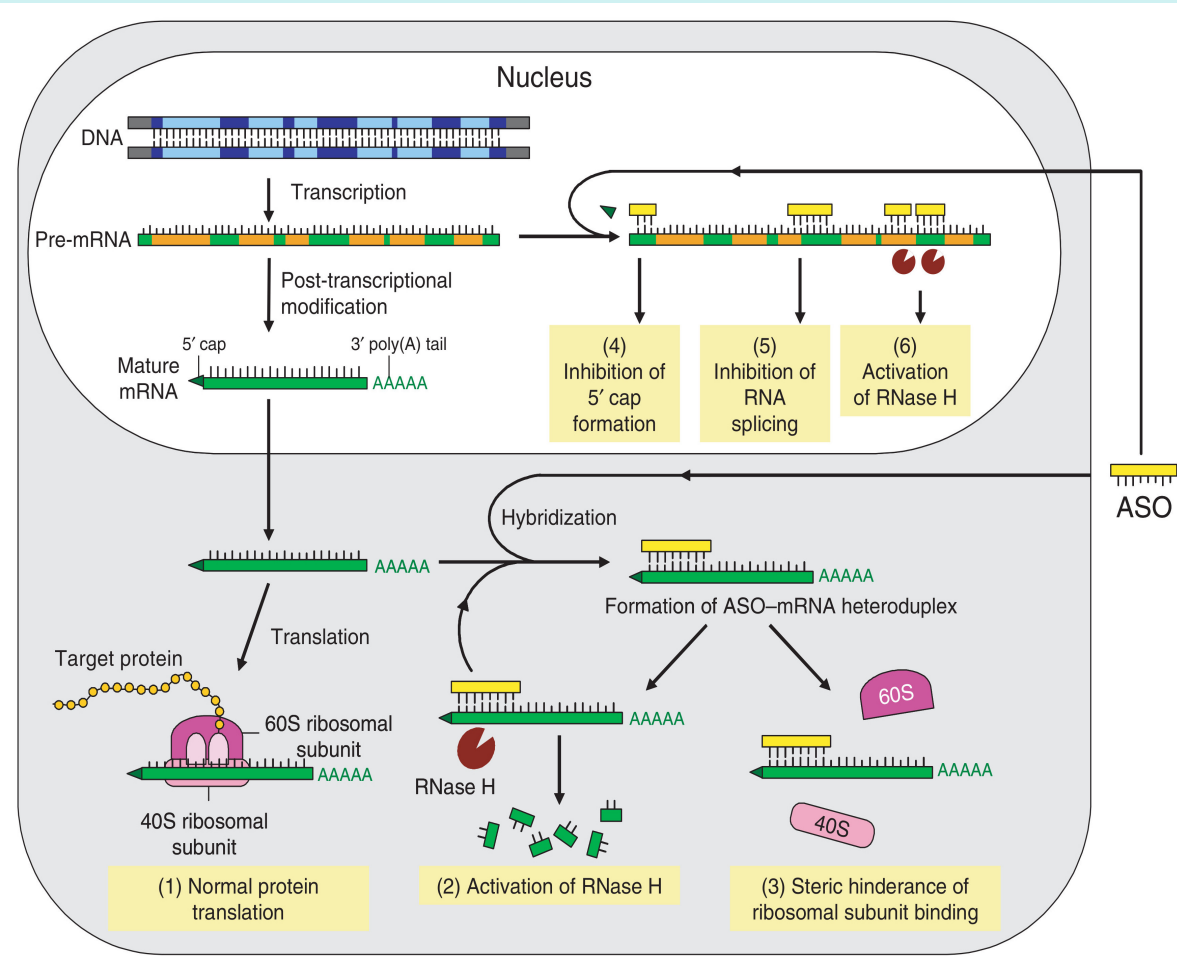 Nucleus
DNA
Transcription
Pre-mRNA
Post-transcriptional
modification
5′ cap
3′ poly(A) tail
Mature
mRNA
AAAAA
(4)
Inhibition of
5′ cap
formation
(5)
Inhibition of
RNA
splicing
(6)
Activation
of RNase H
ASO
Hybridization
AAAAA
AAAAA
Formation of ASO–mRNA heteroduplex
Translation
Target protein
60S ribosomal
subunit
AAAAA
40S ribosomal
subunit
AAAAA
RNase H
60S
AAAAA
40S
(1) Normal protein
translation
(2) Activation of RNase H
(3) Steric hinderance of
ribosomal subunit binding